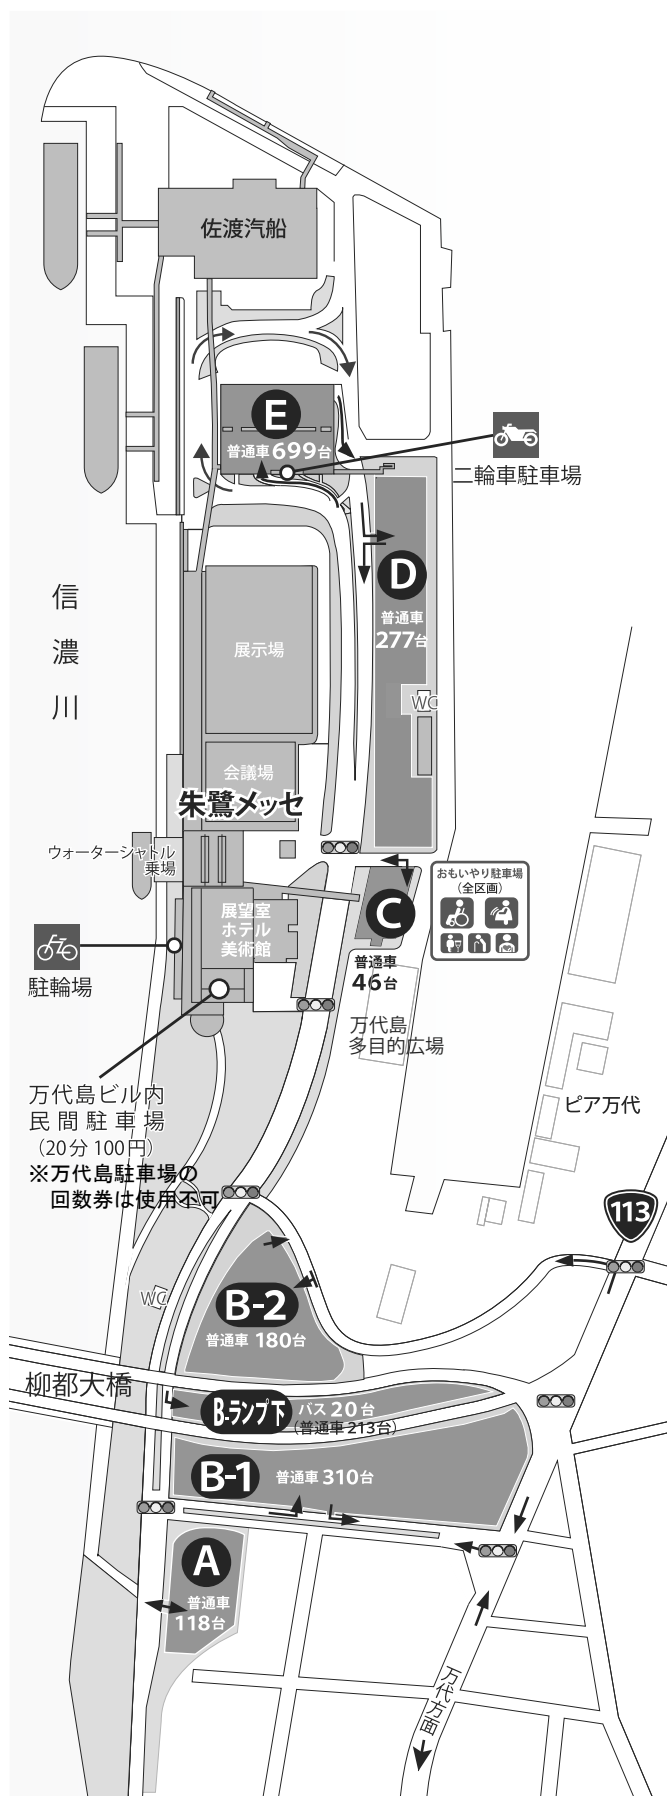 佐渡汽船
E
普通車699台
二輪車駐車場
D
普通車
277台
信
濃
川
展示場
WC
会議場
朱鷺メッセ
ウォーターシャトル
乗場
おもいやり駐車場
(全区画)
C
展望室
ホテル
美術館
普通車
46台
駐輪場
万代島
多目的広場
万代島ビル内
民間駐車場
(20分 100円)
※万代島駐車場の
回数券は使用不可
ピア万代
113
WC
B-2
普通車 180台
柳都大橋
B-ランプ下
バス 20台
(普通車 213台)
B-1
普通車 310台
A
普通車
118台
万代方面